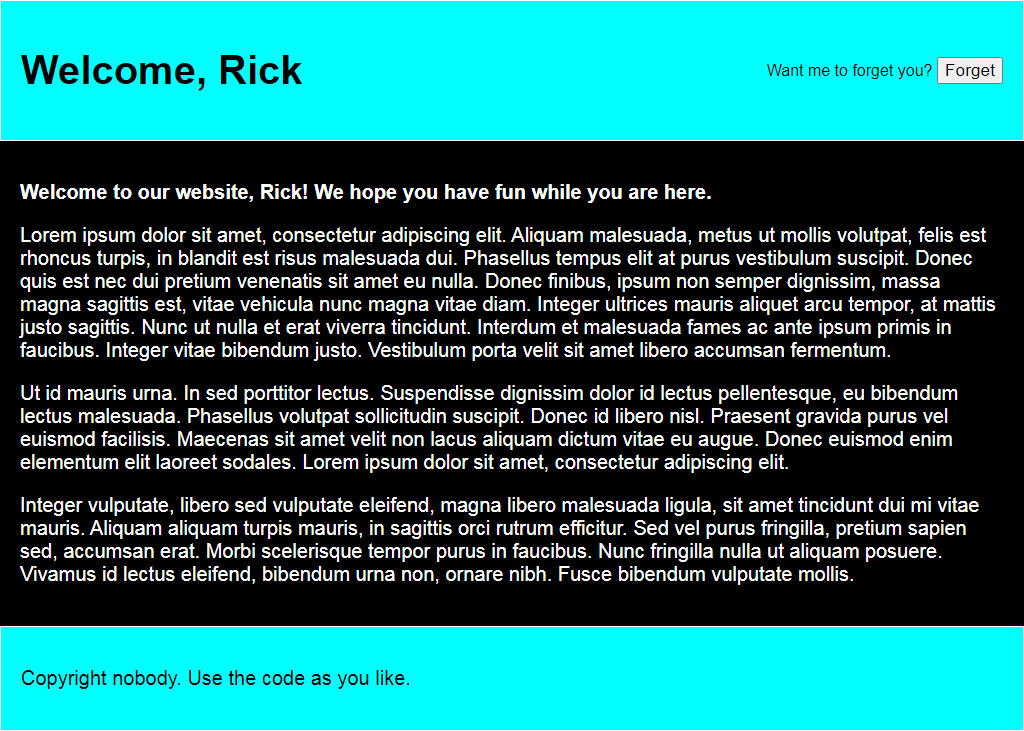 Welcome, Rick
Want me to forget you? Forget
Welcome to our website, Rick! We hope you have fun while you are here.
Lorem ipsum dolor sit amet, consectetur adipiscing elit. Aliquam malesuada, metus ut mollis volutpat, felis est
rhoncus turpis, in blandit est risus malesuada dui. Phasellus tempus elit at purus vestibulum suscipit. Donec
quis est nec dui pretium venenatis sit amet eu nulla. Donec finibus, ipsum non semper dignissim, massa
magna sagittis est, vitae vehicula nunc magna vitae diam. Integer ultrices mauris aliquet arcu tempor, at mattis
justo sagittis. Nunc ut nulla et erat viverra tincidunt. Interdum et malesuada fames ac ante ipsum primis in
faucibus. Integer vitae bibendum justo. Vestibulum porta velit sit amet libero accumsan fermentum.
Ut id mauris urna. In sed porttitor lectus. Suspendisse dignissim dolor id lectus pellentesque, eu bibendum
lectus malesuada. Phasellus volutpat sollicitudin suscipit. Donec id libero nisl. Praesent gravida purus vel
euismod facilisis. Maecenas sit amet velit non lacus aliquam dictum vitae eu augue. Donec euismod enim
elementum elit laoreet sodales. Lorem ipsum dolor sit amet, consectetur adipiscing elit.
Integer vulputate, libero sed vulputate eleifend, magna libero malesuada ligula, sit amet tincidunt dui mi vitae
mauris. Aliquam aliquam turpis mauris, in sagittis orci rutrum efficitur. Sed vel purus fringilla, pretium sapien
sed, accumsan erat. Morbi scelerisque tempor purus in faucibus. Nunc fringilla nulla ut aliquam posuere.
Vivamus id lectus eleifend, bibendum urna non, ornare nibh. Fusce bibendum vulputate mollis.
Copyright nobody. Use the code as you like.